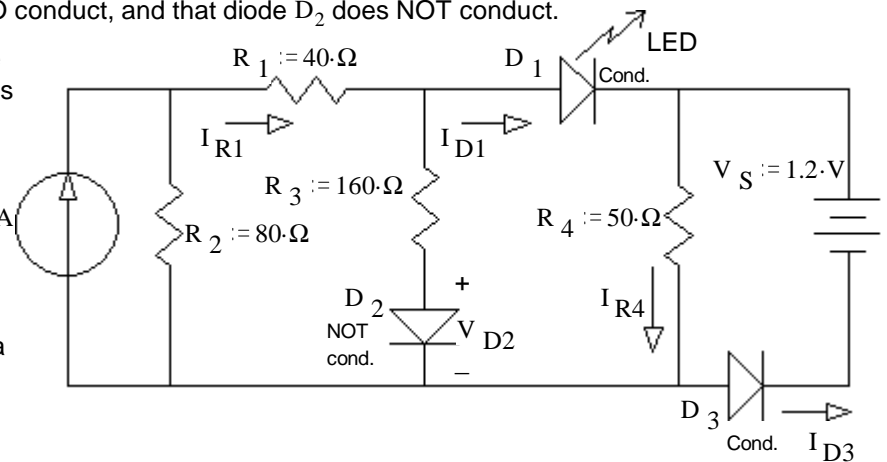 conduct, and that diode D2 does NOT conduct.
R 1 := 40·Ω
D 1
LED
Cond.
s
I R1
I D1
R 3 := 160·Ω
V S := 1.2·V
A
R 2 := 80·Ω
R 4 := 50·Ω
D 2
+
I R4
NOT
cond.
V D2
a
–
D 3
Cond.
I D3